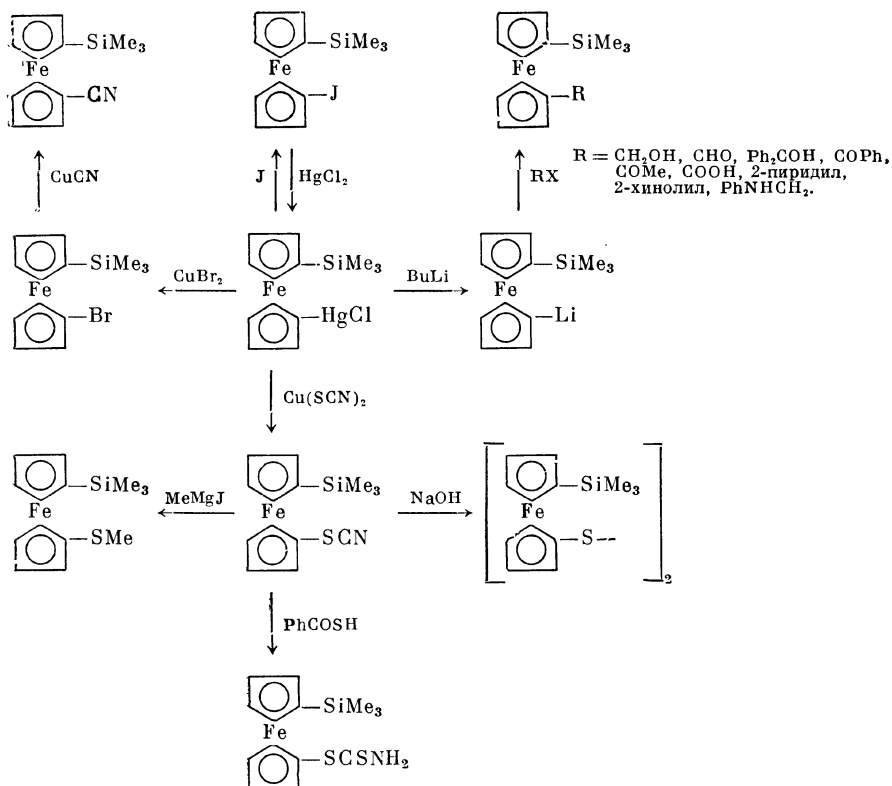 SiMe₃ SiMe₃ SiMe₃
Fe Fe Fe
CN J R
R = CH₂OH, CHO, Ph₂COH, COPh,
COMe, COOH, 2-пиридил,
2-хинолил, PhNHCH₂.
CuCN J HgCl₂ RX
SiMe₃ SiMe₃ SiMe₃
CuBr₂ BuLi
Fe Fe Fe
Br HgCl Li
Cu(SCN)₂
SiMe₃ SiMe₃ SiMe₃
MeMgJ NaOH
Fe Fe Fe
SMe SCN S—
2
PhCOSH
SiMe₃
Fe
SCSNH₂